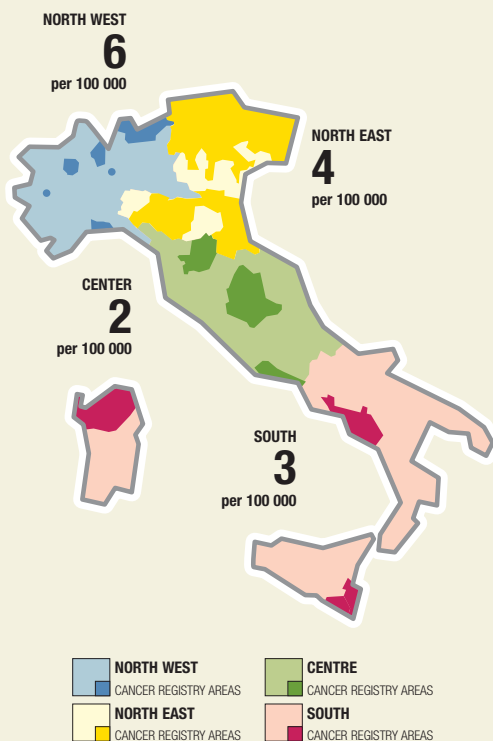 NORTH WEST
6
per 100 000
NORTH EAST
4
per 100 000
CENTER
2
per 100 000
SOUTH
3
per 100 000
NORTH WEST
CANCER REGISTRY AREAS
CENTRE
CANCER REGISTRY AREAS
NORTH EAST
CANCER REGISTRY AREAS
SOUTH
CANCER REGISTRY AREAS